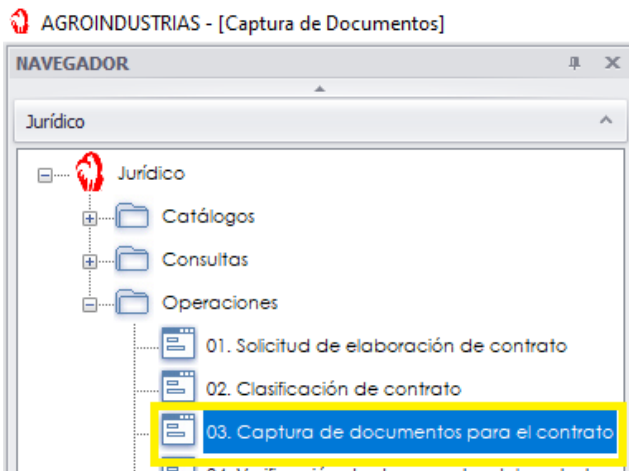 AGROINDUSTRIAS - [Captura de Documentos]
NAVEGADOR
Jurídico
Jurídico
Catálogos
Consultas
Operaciones
01. Solicitud de elaboración de contrato
02. Clasificación de contrato
03. Captura de documentos para el contrato